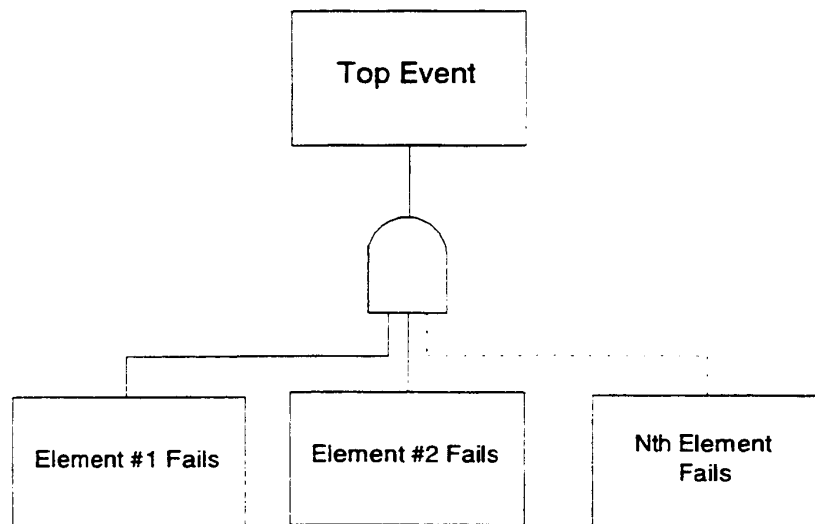 Top Event
Element #1 Fails
Element #2 Fails
Nth Element
Fails